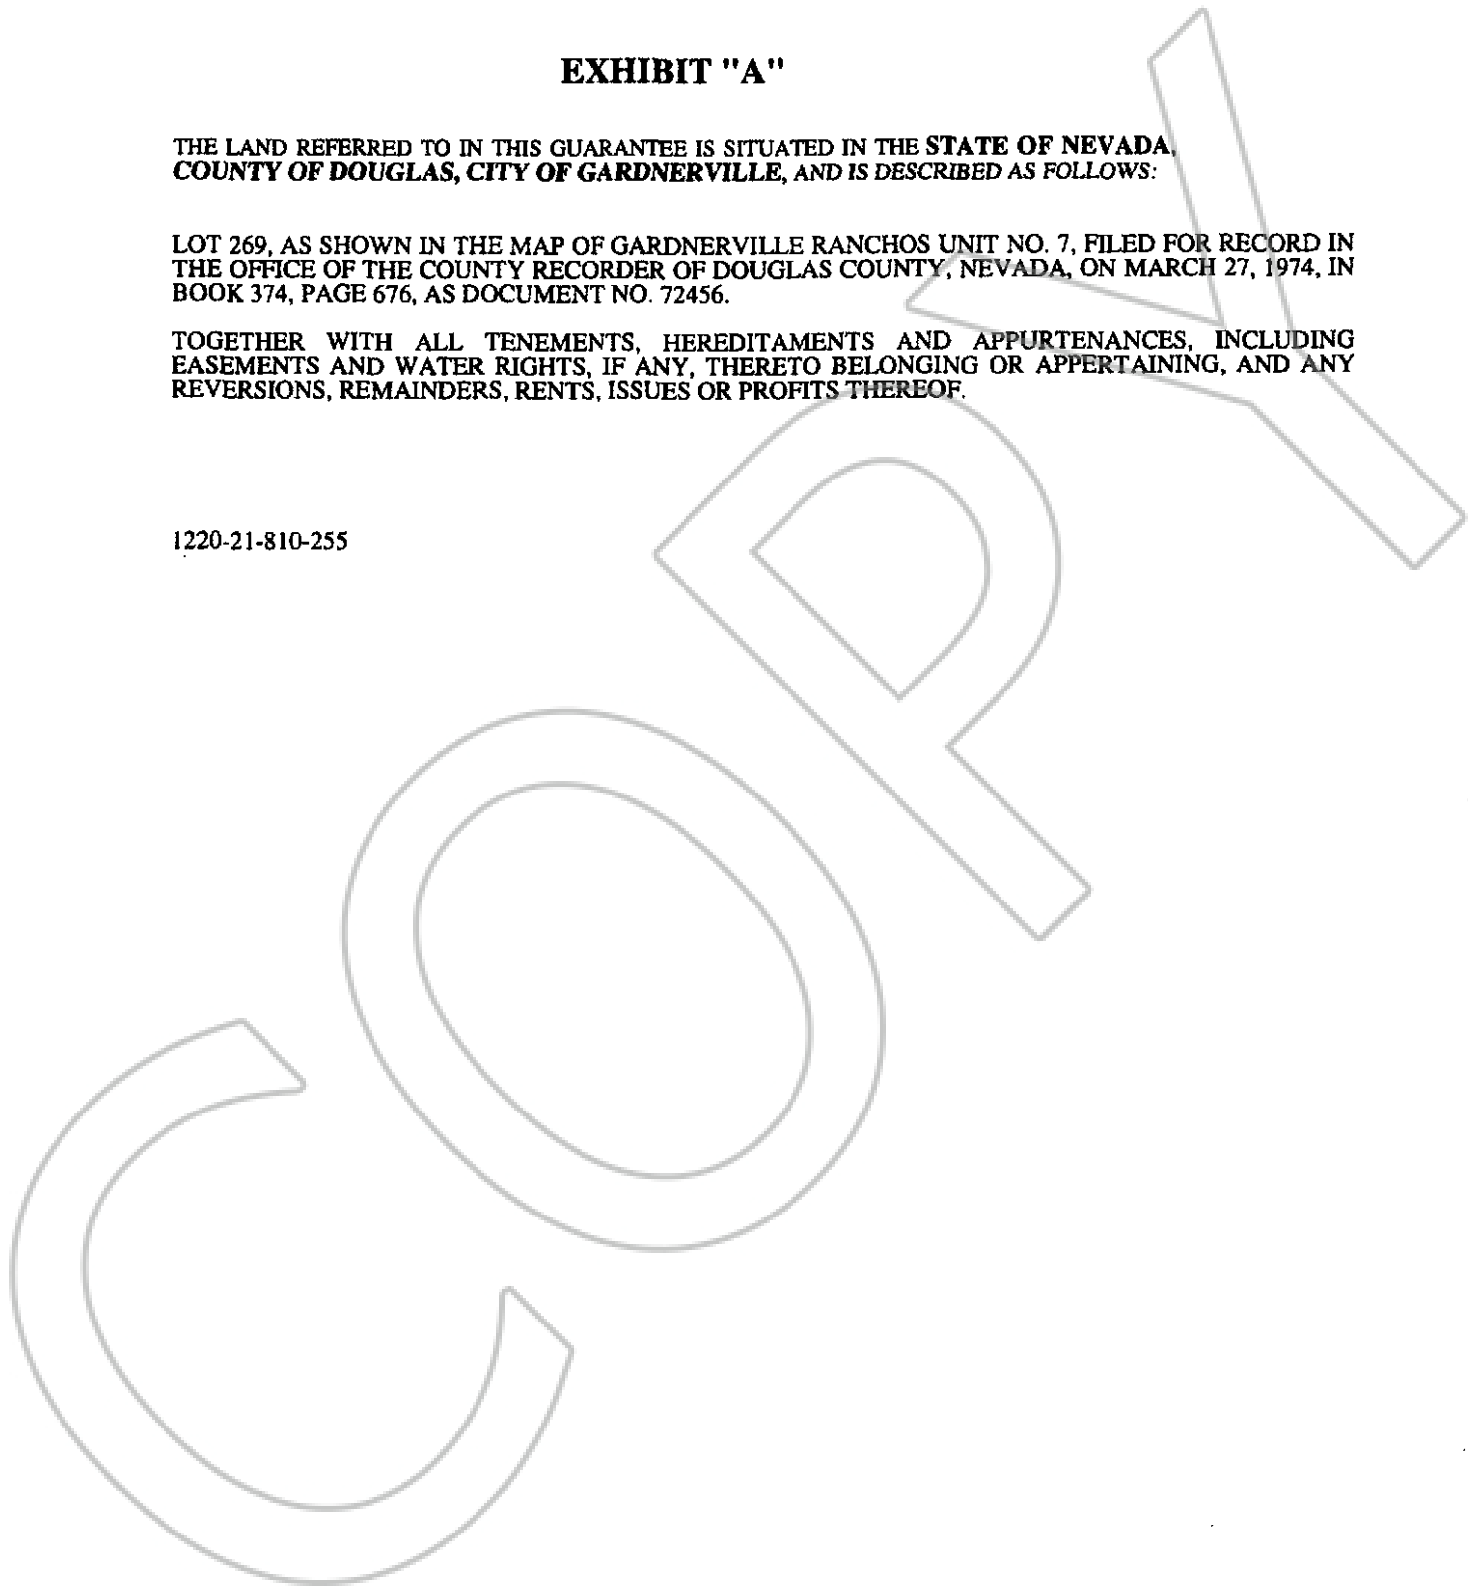 EXHIBIT "A"
THE LAND REFERRED TO IN THIS GUARANTEE IS SITUATED IN THE STATE OF NEVADA,
COUNTY OF DOUGLAS, CITY OF GARDNERVILLE, AND IS DESCRIBED AS FOLLOWS:
LOT 269, AS SHOWN IN THE MAP OF GARDNERVILLE RANCHOS UNIT NO. 7, FILED FOR RECORD IN
THE OFFICE OF THE COUNTY RECORDER OF DOUGLAS COUNTY, NEVADA, ON MARCH 27, 1974, IN
BOOK 374, PAGE 676, AS DOCUMENT NO. 72456.
TOGETHER WITH ALL TENEMENTS, HEREDITAMENTS AND APPURTENANCES, INCLUDING
EASEMENTS AND WATER RIGHTS, IF ANY, THERETO BELONGING OR APPERTAINING, AND ANY
REVERSIONS, REMAINDERS, RENTS, ISSUES OR PROFITS THEREOF.
1220-21-810-255
COPY